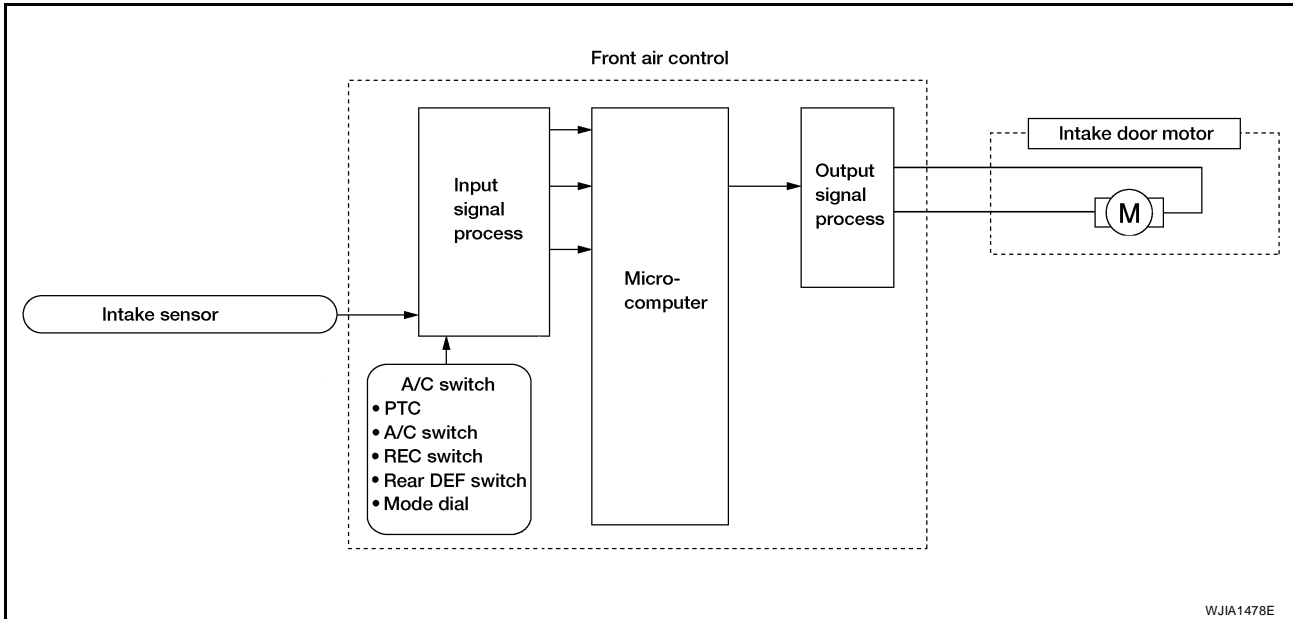 Front air control
Intake door motor
Input
signal
process
Output
signal
process
M
Micro-
computer
Intake sensor
A/C switch
• PTC
• A/C switch
• REC switch
• Rear DEF switch
• Mode dial
WJIA1478E